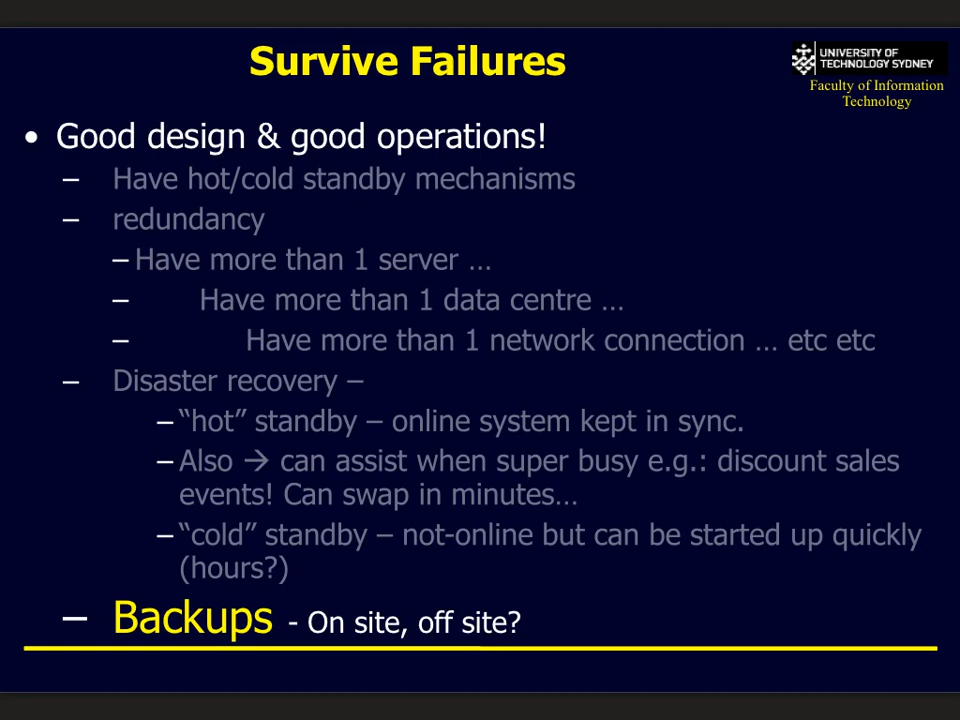 Survive Failures
UNIVERSITY OF
TECHNOLOGY SYDNEY
Faculty of Information
Technology
• Good design & good operations!
– Have hot/cold standby mechanisms
– redundancy
– Have more than 1 server …
– Have more than 1 data centre …
– Have more than 1 network connection … etc etc
– Disaster recovery –
– “hot” standby – online system kept in sync.
– Also → can assist when super busy e.g.: discount sales
events! Can swap in minutes…
– “cold” standby – not-online but can be started up quickly
(hours?)
– Backups - On site, off site?